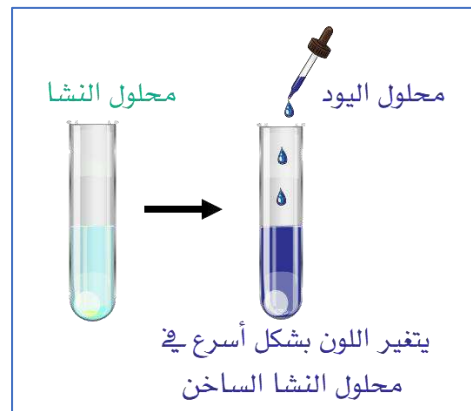 محلول النشا
محلول اليود
يتغير اللون بشكل أسرع في
محلول النشا الساخن